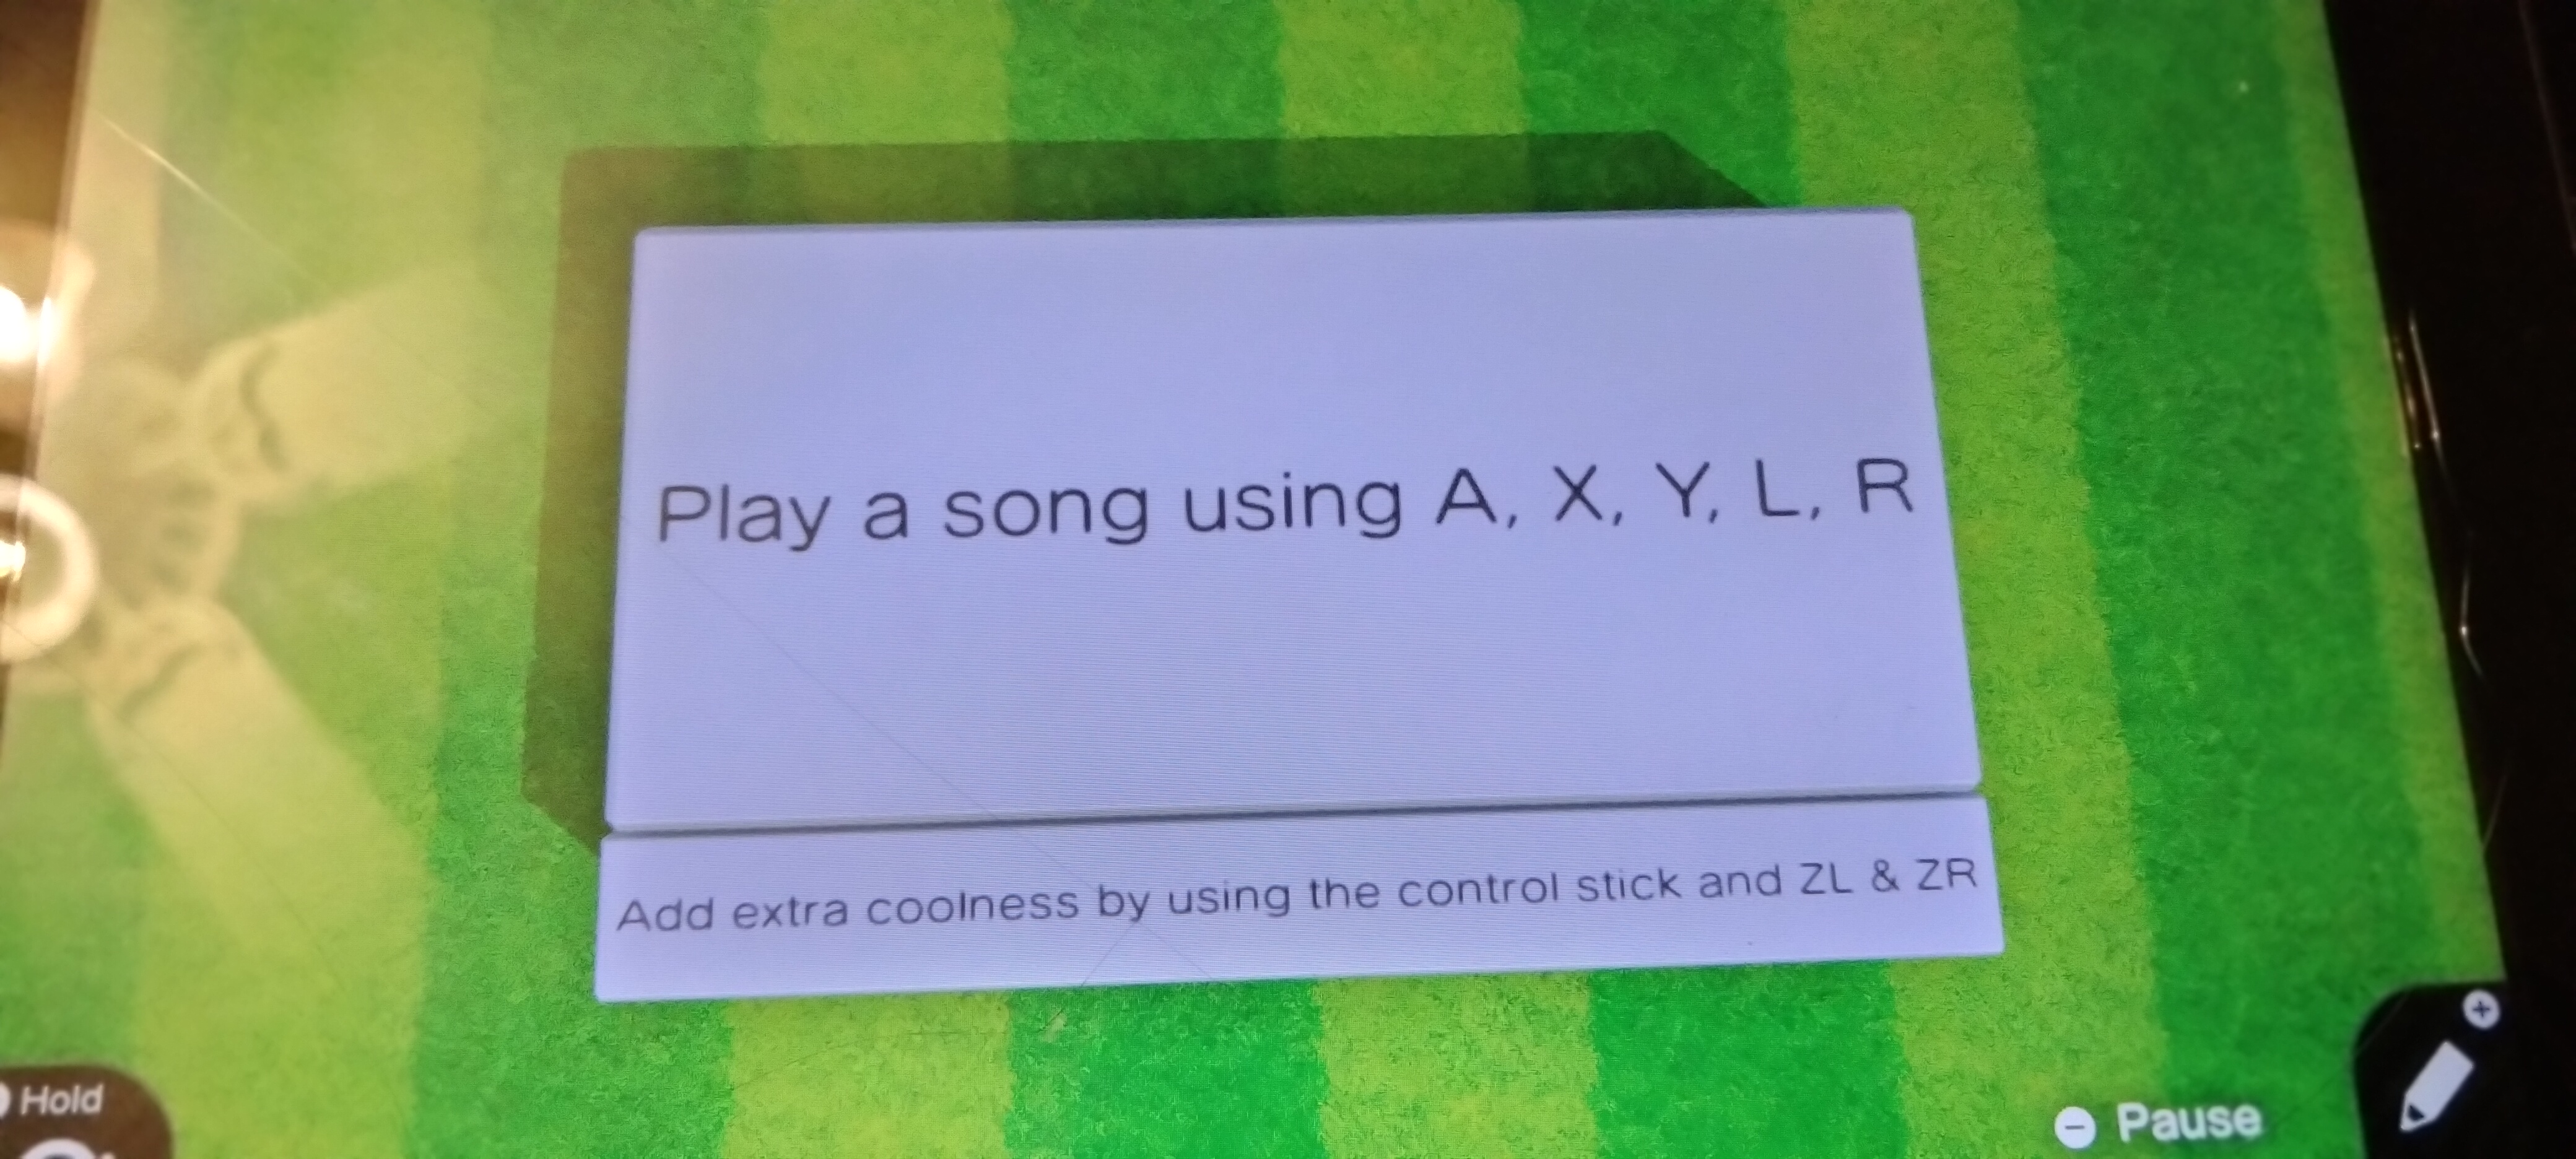 Play a song using A, X, Y, L, R
Add extra coolness by using the control stick and ZL & ZR
Hold
Pause